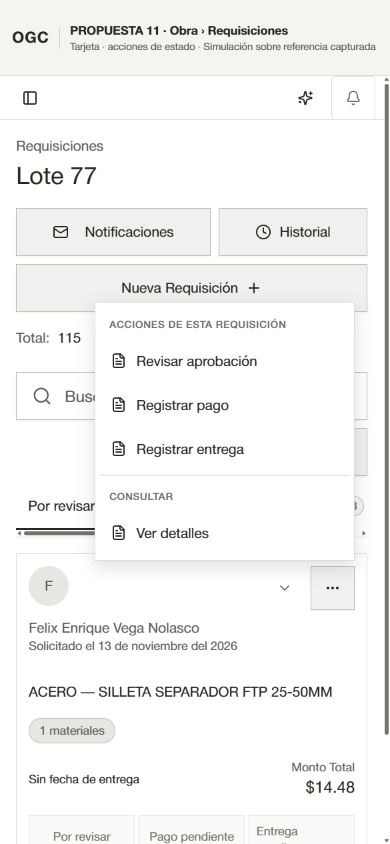 OGC
PROPUESTA 11 · Obra › Requisiciones
Tarjeta · acciones de estado · Simulación sobre referencia capturada
Requisiciones
Lote 77
Notificaciones
Historial
Nueva Requisición +
ACCIONES DE ESTA REQUISICIÓN
Total: 115
Revisar aprobación
Registrar pago
Registrar entrega
CONSULTAR
Por revisar
Ver detalles
F
Felix Enrique Vega Nolasco
Solicitado el 13 de noviembre del 2026
ACERO — SILLETA SEPARADOR FTP 25-50MM
1 materiales
Monto Total
Sin fecha de entrega
$14.48
Por revisar
Pago pendiente
Entrega